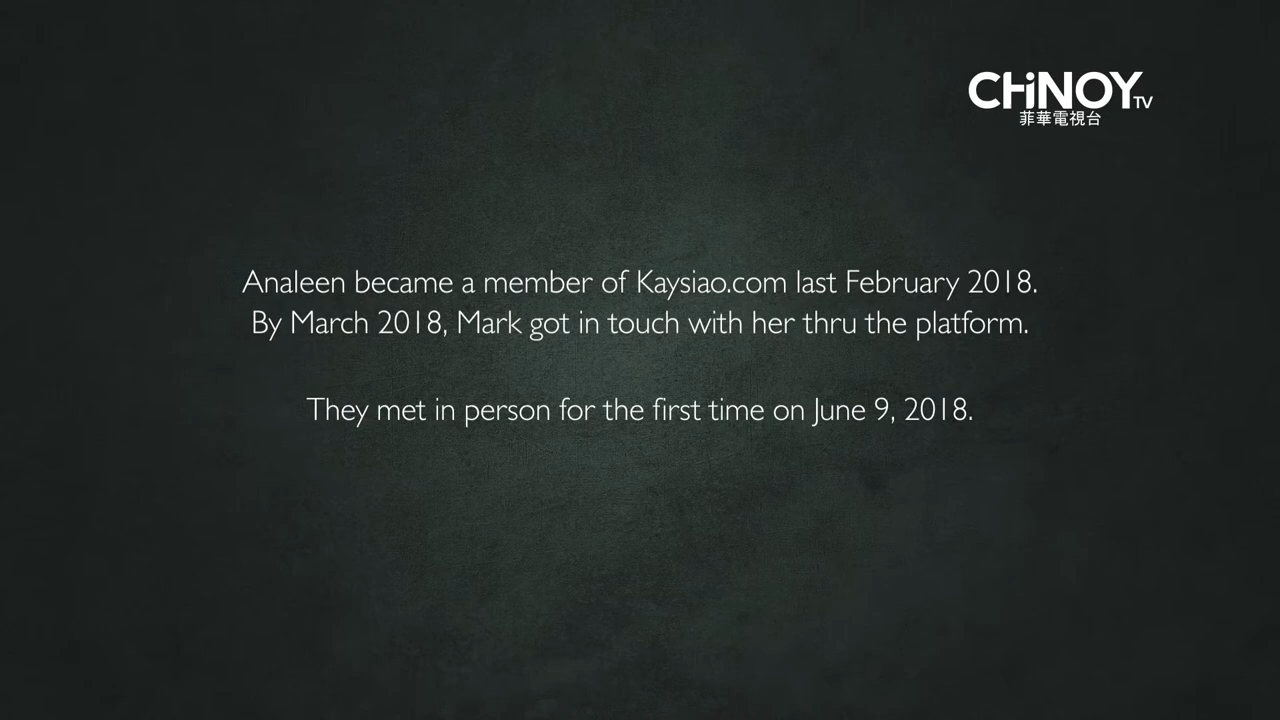 CHiNOY TV
菲華電視台
Analeen became a member of Kaysiao.com last February 2018.
By March 2018, Mark got in touch with her thru the platform.
They met in person for the first time on June 9, 2018.